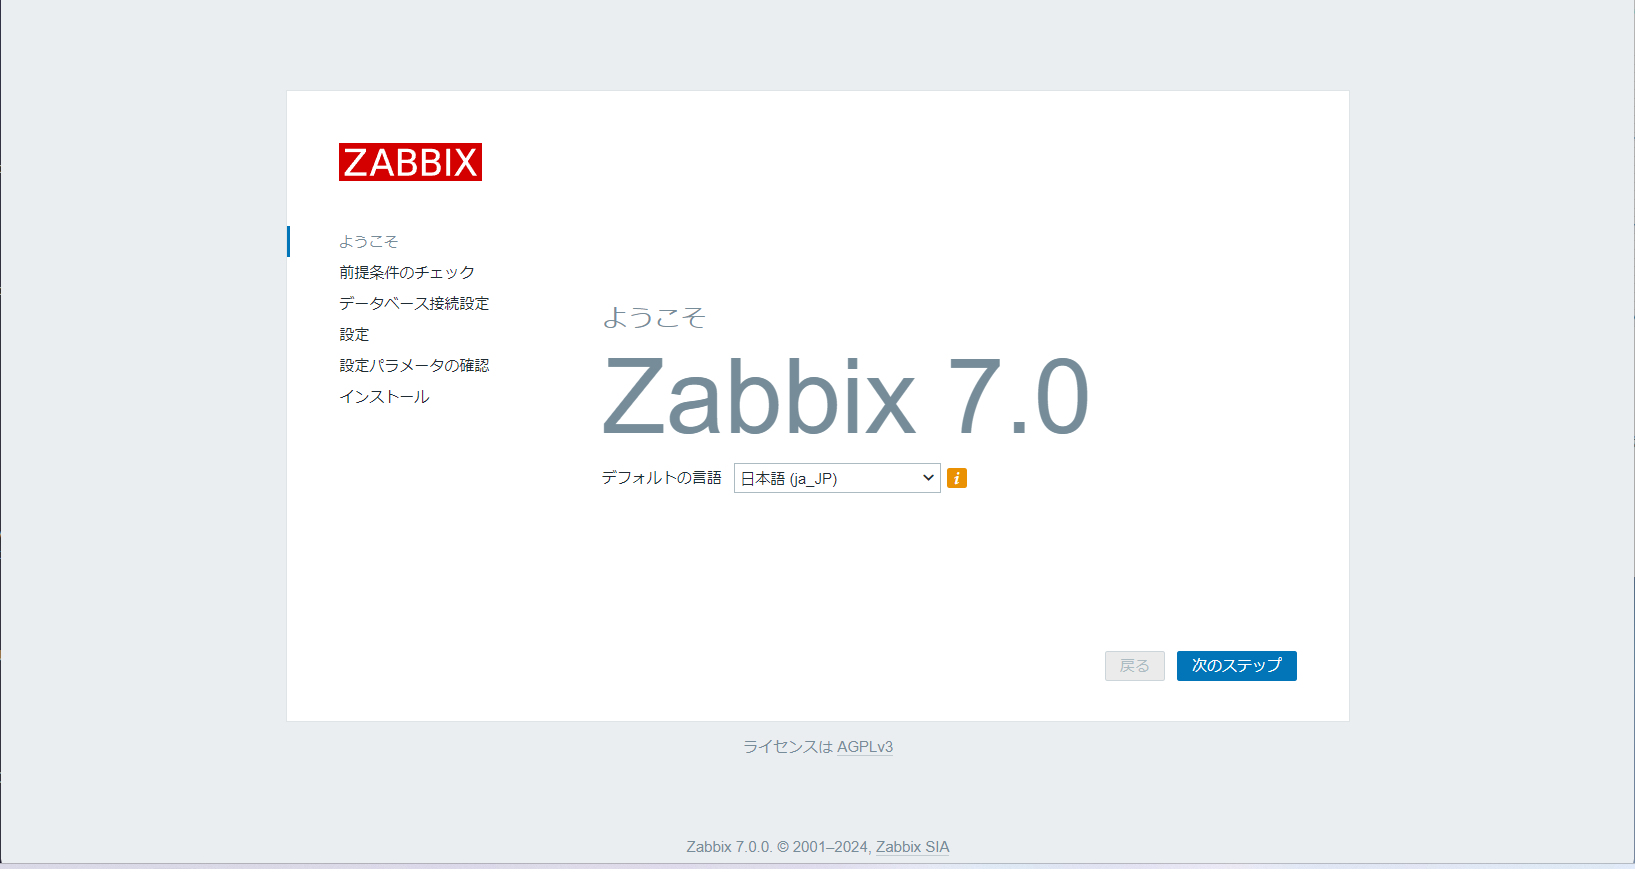 ZABBIX
ようこそ
前提条件のチェック
データベース接続設定
設定
設定パラメータの確認
インストール
ようこそ
Zabbix 7.0
デフォルトの言語 日本語 (ja_JP) i
戻る 次のステップ
ライセンスは AGPLv3
Zabbix 7.0.0. © 2001–2024, Zabbix SIA